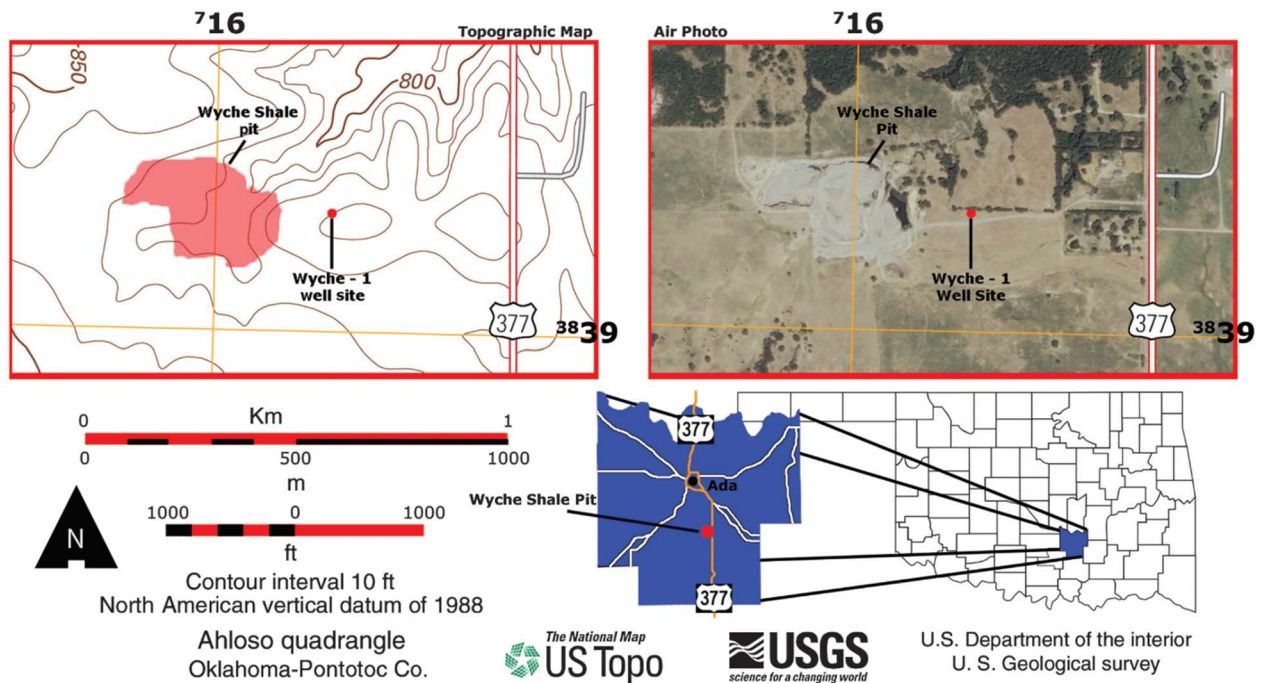 ⁷16
Topographic Map
850
800
Wyche Shale
pit
Wyche - 1
well site
377
³⁸39
⁷16
Air Photo
Wyche Shale
Pit
Wyche - 1
Well Site
377
³⁸39
Km
0 1
0 500 1000
m
1000 0 1000
ft
N
Contour interval 10 ft
North American vertical datum of 1988
Ahloso quadrangle
Oklahoma-Pontotoc Co.
377
Ada
Wyche Shale Pit
377
The National Map
US Topo
USGS
science for a changing world
U.S. Department of the interior
U. S. Geological survey